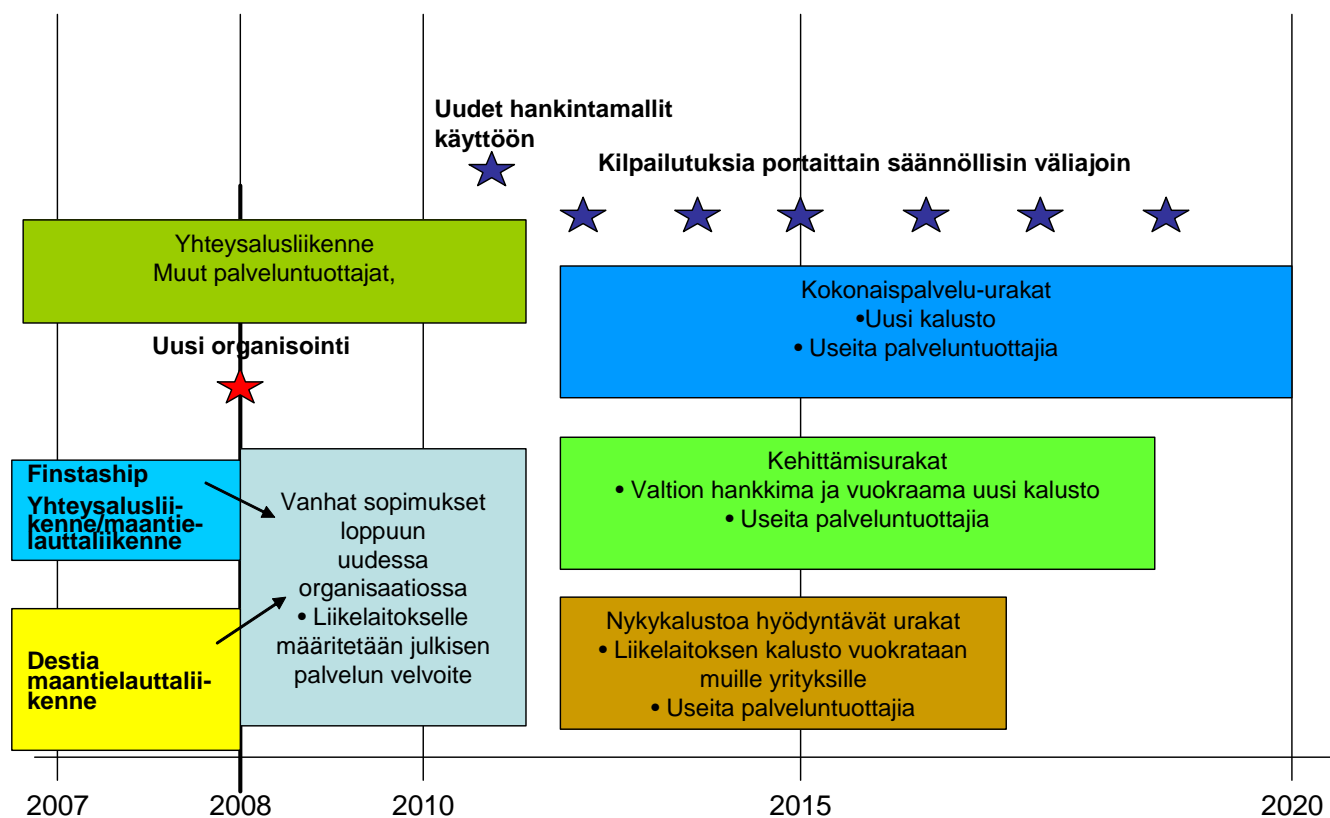 Uudet hankintamallit
käyttöön
Kilpailutuksia portaittain säännöllisin väliajoin
Yhteysalusliikenne
Muut palveluntuottajat,
Uusi organisointi
Kokonaispalvelu-urakat
•Uusi kalusto
• Useita palveluntuottajia
Finstaship
Yhteysalusli-
ikenne/maantie-
lauttaliikenne
Vanhat sopimukset
loppuun
uudessa
organisaatiossa
• Liikelaitokselle
määritetään julkisen
palvelun velvoite
Kehittämisurakat
• Valtion hankkima ja vuokraama uusi kalusto
• Useita palveluntuottajia
Destia
maantielauttalii-
kenne
Nykykalustoa hyödyntävät urakat
• Liikelaitoksen kalusto vuokrataan
muille yrityksille
• Useita palveluntuottajia
2007
2008
2010
2015
2020